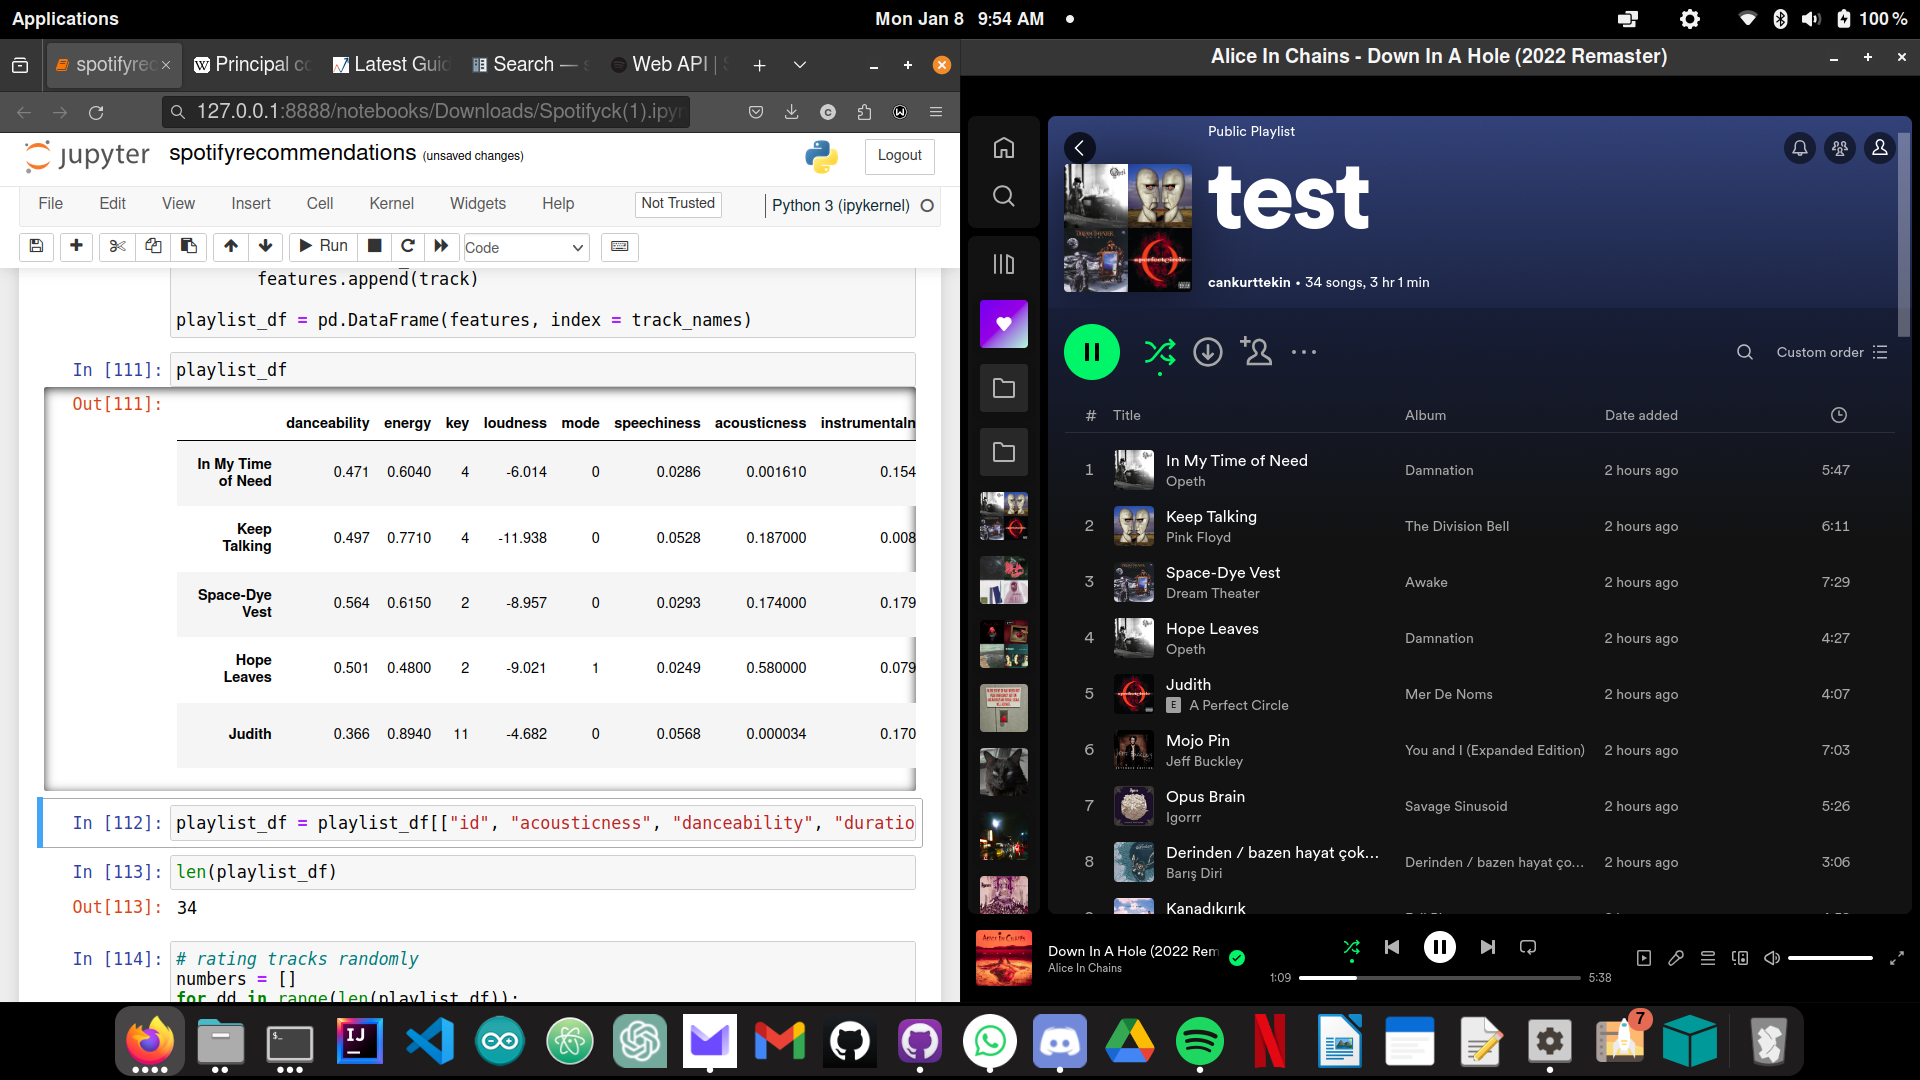 Applications
Mon Jan 8 9:54 AM
100 %
spotifyrec
Principal co
Latest Guid
Search — s
Web API | S
127.0.0.1:8888/notebooks/Downloads/Spotifyck(1).ipyn
jupyter spotifyrecommendations (unsaved changes)
Logout
File Edit View Insert Cell Kernel Widgets Help
Not Trusted
Python 3 (ipykernel)
Run
Code
features.append(track)
playlist_df = pd.DataFrame(features, index = track_names)
In [111]: playlist_df
Out[111]:
danceability energy key loudness mode speechiness acousticness instrumentaln
In My Time of Need 0.471 0.6040 4 -6.014 0 0.0286 0.001610 0.154
Keep Talking 0.497 0.7710 4 -11.938 0 0.0528 0.187000 0.008
Space-Dye Vest 0.564 0.6150 2 -8.957 0 0.0293 0.174000 0.179
Hope Leaves 0.501 0.4800 2 -9.021 1 0.0249 0.580000 0.079
Judith 0.366 0.8940 11 -4.682 0 0.0568 0.000034 0.170
In [112]: playlist_df = playlist_df[["id", "acousticness", "danceability", "duratio
In [113]: len(playlist_df)
Out[113]: 34
In [114]: # rating tracks randomly
numbers = []
for dd in range(len(playlist_df)):
Alice In Chains - Down In A Hole (2022 Remaster)
Public Playlist
test
cankurttekin • 34 songs, 3 hr 1 min
Custom order
# Title Album Date added
1 In My Time of Need Damnation 2 hours ago 5:47
Opeth
2 Keep Talking The Division Bell 2 hours ago 6:11
Pink Floyd
3 Space-Dye Vest Awake 2 hours ago 7:29
Dream Theater
4 Hope Leaves Damnation 2 hours ago 4:27
Opeth
5 Judith Mer De Noms 2 hours ago 4:07
E A Perfect Circle
6 Mojo Pin You and I (Expanded Edition) 2 hours ago 7:03
Jeff Buckley
7 Opus Brain Savage Sinusoid 2 hours ago 5:26
Igorrr
8 Derinden / bazen hayat çok... Derinden / bazen hayat ço... 2 hours ago 3:06
Barış Diri
Kanadıkırık
Down In A Hole (2022 Rem
Alice In Chains
1:09
5:38
IJ
7